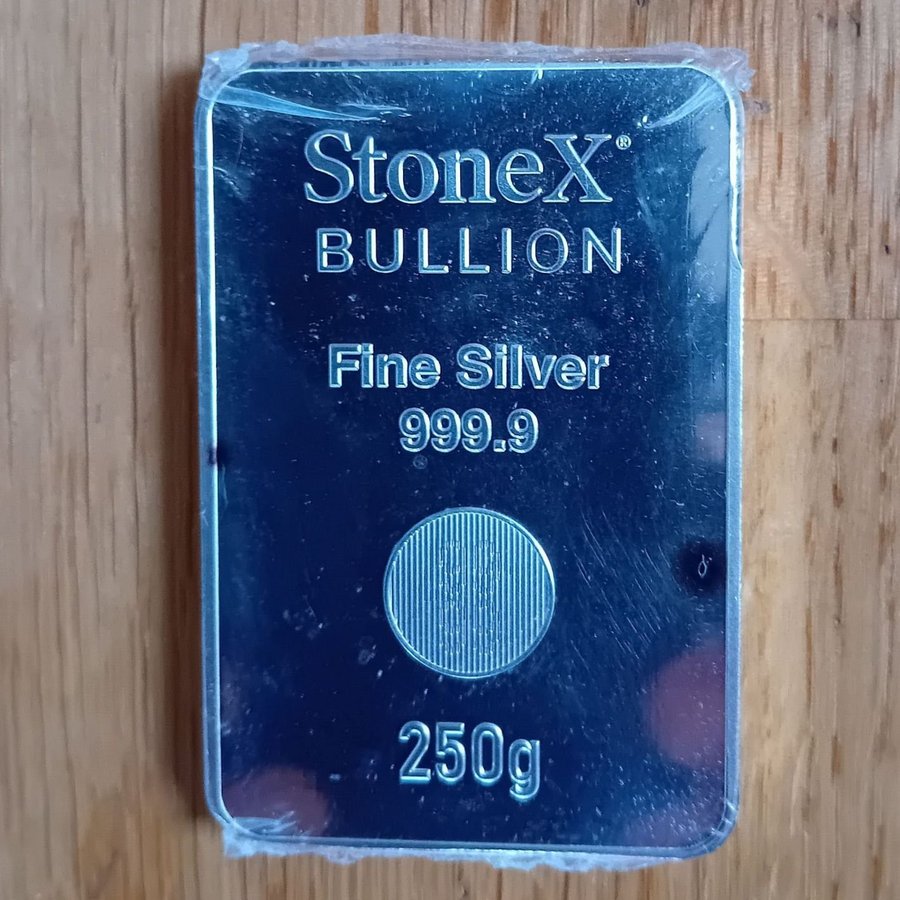 StoneX®
BULLION
Fine Silver
999.9
250g